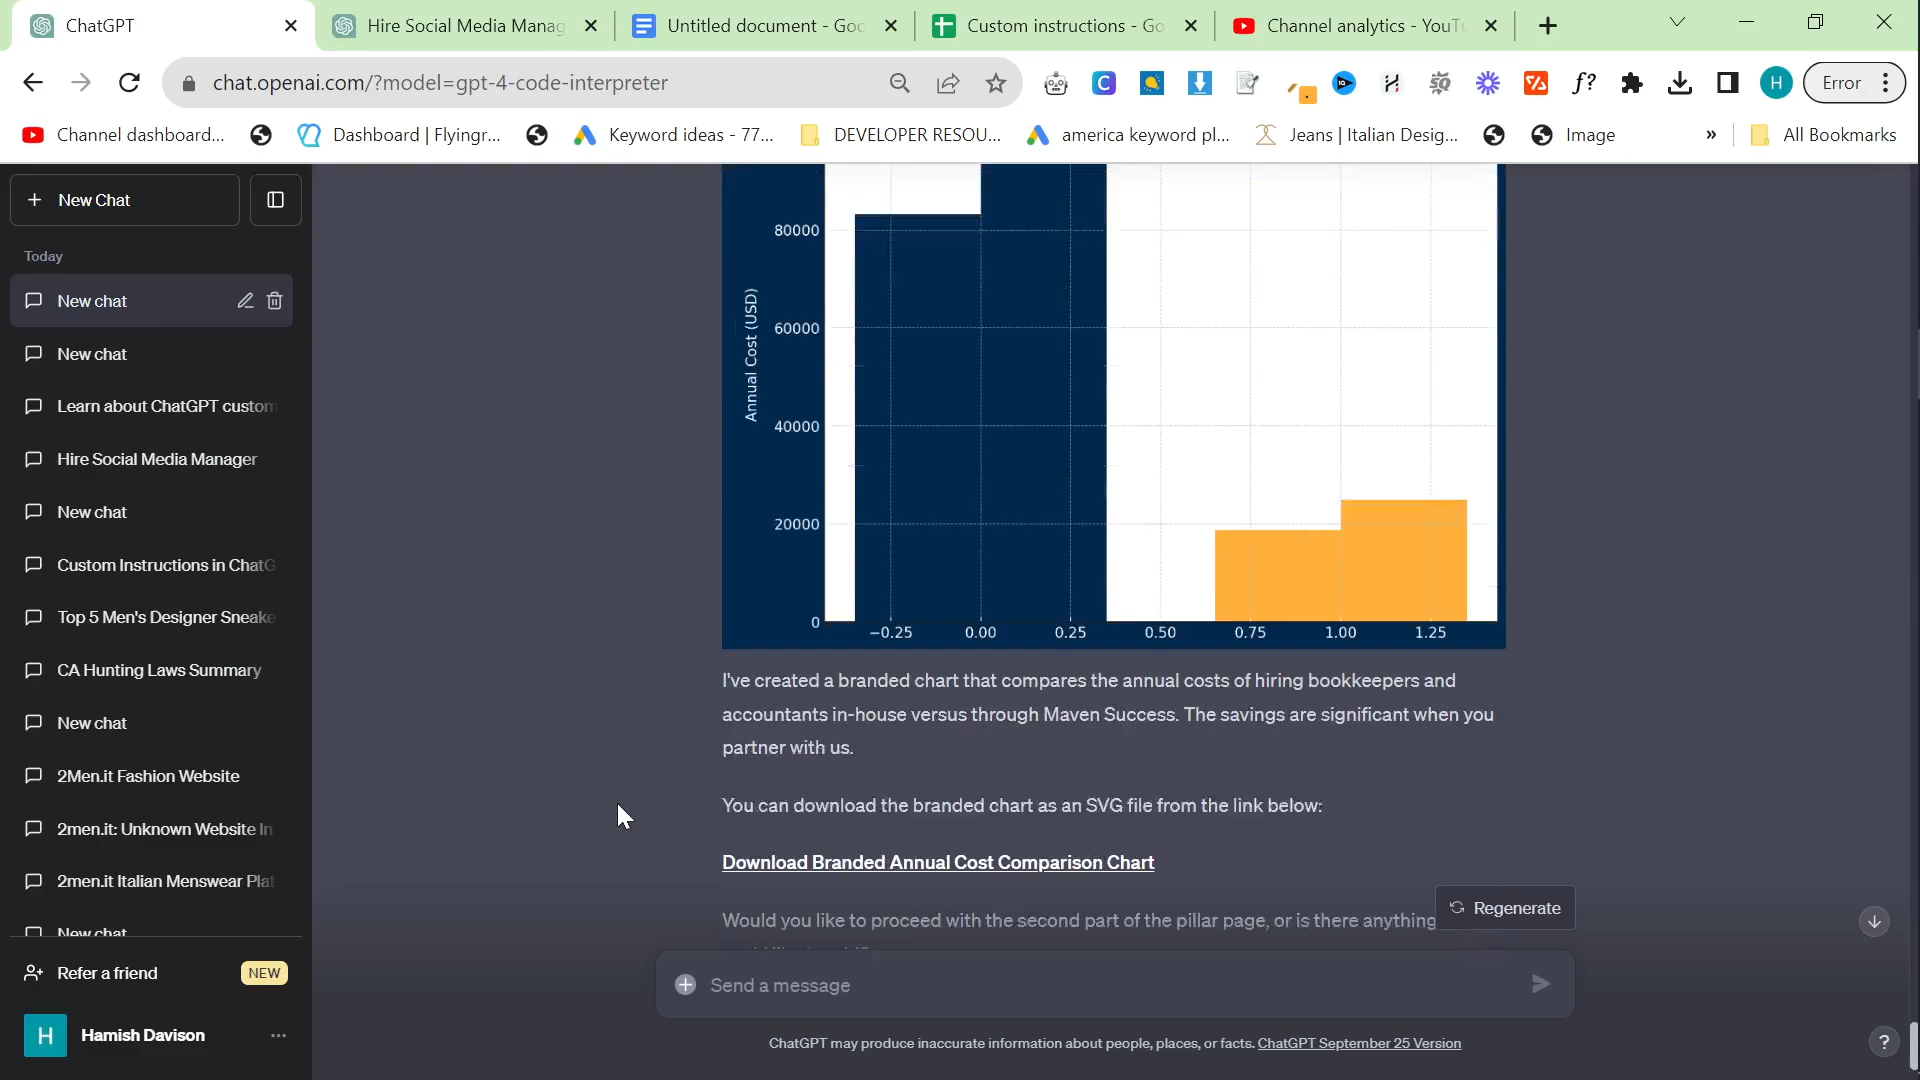 ChatGPT
Hire Social Media Manag
Untitled document - Goo
Custom instructions - Go
Channel analytics - YouTu
chat.openai.com/?model=gpt-4-code-interpreter
Error
Channel dashboard...
Dashboard | Flyingr...
Keyword ideas - 77...
DEVELOPER RESOU...
america keyword pl...
Jeans | Italian Desig...
Image
»
All Bookmarks
New Chat
Today
New chat
New chat
Learn about ChatGPT custom
Hire Social Media Manager
New chat
Custom Instructions in ChatG
Top 5 Men's Designer Sneake
CA Hunting Laws Summary
New chat
2Men.it Fashion Website
2men.it: Unknown Website In
2men.it Italian Menswear Plat
New chat
Refer a friend
NEW
H
Hamish Davison
Annual Cost (USD)
80000
60000
40000
20000
0
−0.25 0.00 0.25 0.50 0.75 1.00 1.25
I've created a branded chart that compares the annual costs of hiring bookkeepers and
accountants in-house versus through Maven Success. The savings are significant when you
partner with us.
You can download the branded chart as an SVG file from the link below:
Download Branded Annual Cost Comparison Chart
Would you like to proceed with the second part of the pillar page, or is there anything
Regenerate
Send a message
ChatGPT may produce inaccurate information about people, places, or facts. ChatGPT September 25 Version
?